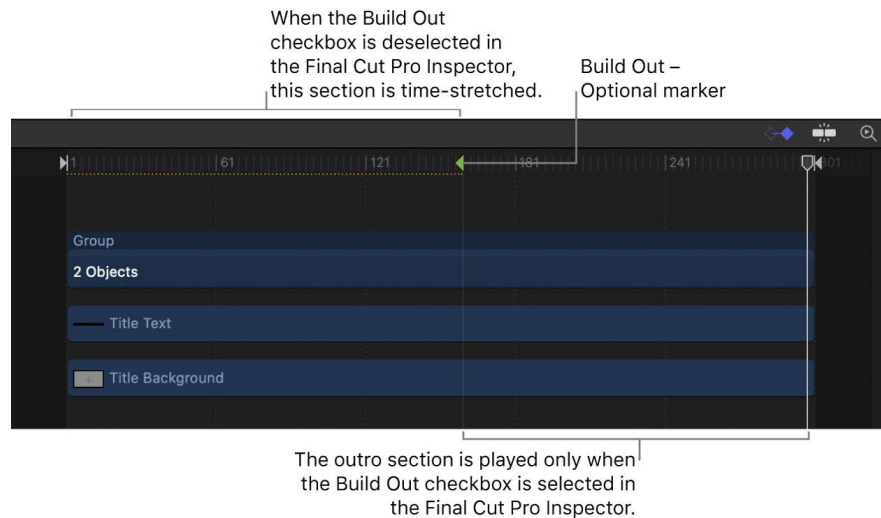 When the Build Out
checkbox is deselected in
the Final Cut Pro Inspector,
this section is time-stretched.
Build Out –
Optional marker
1 61 121 181 241 301
Group
2 Objects
Title Text
Title Background
The outro section is played only when
the Build Out checkbox is selected in
the Final Cut Pro Inspector.